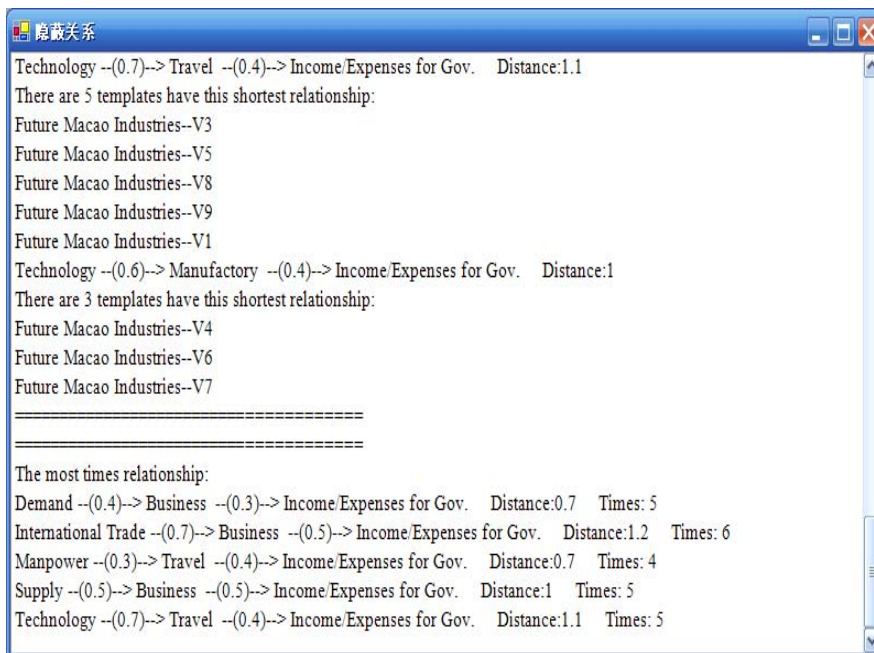 隐蔽关系
Technology --(0.7)--> Travel --(0.4)--> Income/Expenses for Gov. Distance:1.1
There are 5 templates have this shortest relationship:
Future Macao Industries--V3
Future Macao Industries--V5
Future Macao Industries--V8
Future Macao Industries--V9
Future Macao Industries--V1
Technology --(0.6)--> Manufactory --(0.4)--> Income/Expenses for Gov. Distance:1
There are 3 templates have this shortest relationship:
Future Macao Industries--V4
Future Macao Industries--V6
Future Macao Industries--V7
=====================================
=====================================
The most times relationship:
Demand --(0.4)--> Business --(0.3)--> Income/Expenses for Gov. Distance:0.7 Times: 5
International Trade --(0.7)--> Business --(0.5)--> Income/Expenses for Gov. Distance:1.2 Times: 6
Manpower --(0.3)--> Travel --(0.4)--> Income/Expenses for Gov. Distance:0.7 Times: 4
Supply --(0.5)--> Business --(0.5)--> Income/Expenses for Gov. Distance:1 Times: 5
Technology --(0.7)--> Travel --(0.4)--> Income/Expenses for Gov. Distance:1.1 Times: 5